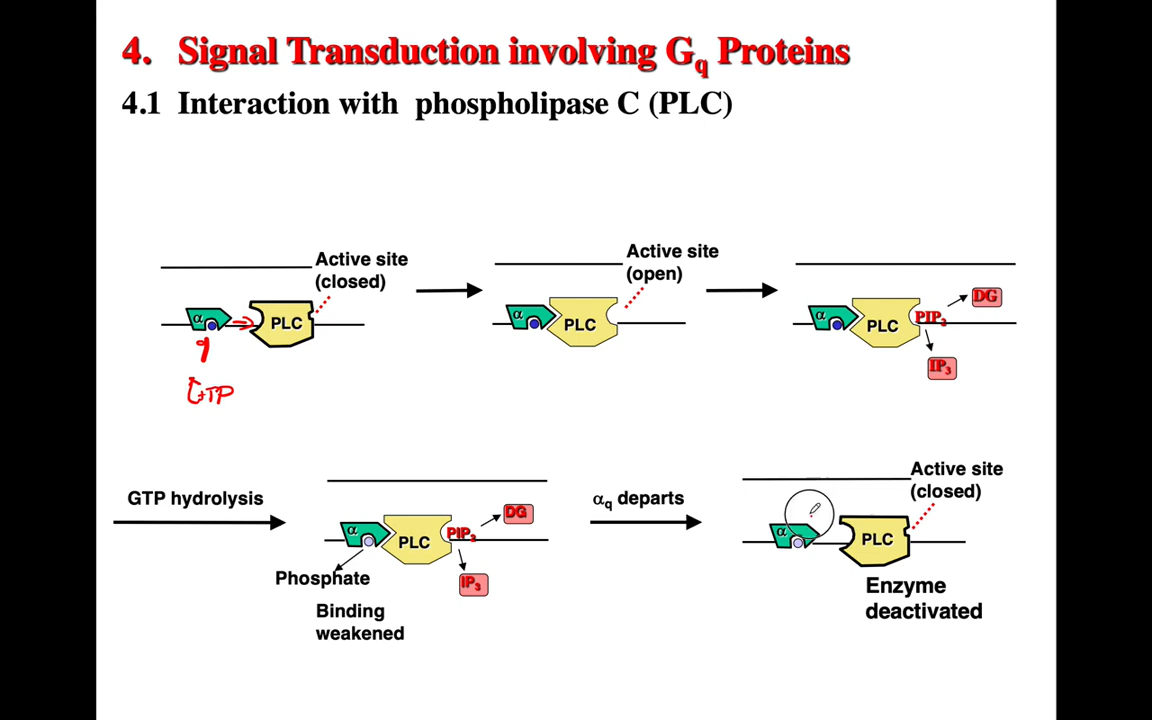 4. Signal Transduction involving Gq Proteins
4.1 Interaction with phospholipase C (PLC)
Active site
(closed)
α
PLC
q
GTP
Active site
(open)
α
PLC
α
PLC
PIP2
DG
IP3
GTP hydrolysis
α
PLC
PIP2
DG
IP3
Phosphate
Binding
weakened
αq departs
Active site
(closed)
α
PLC
Enzyme
deactivated